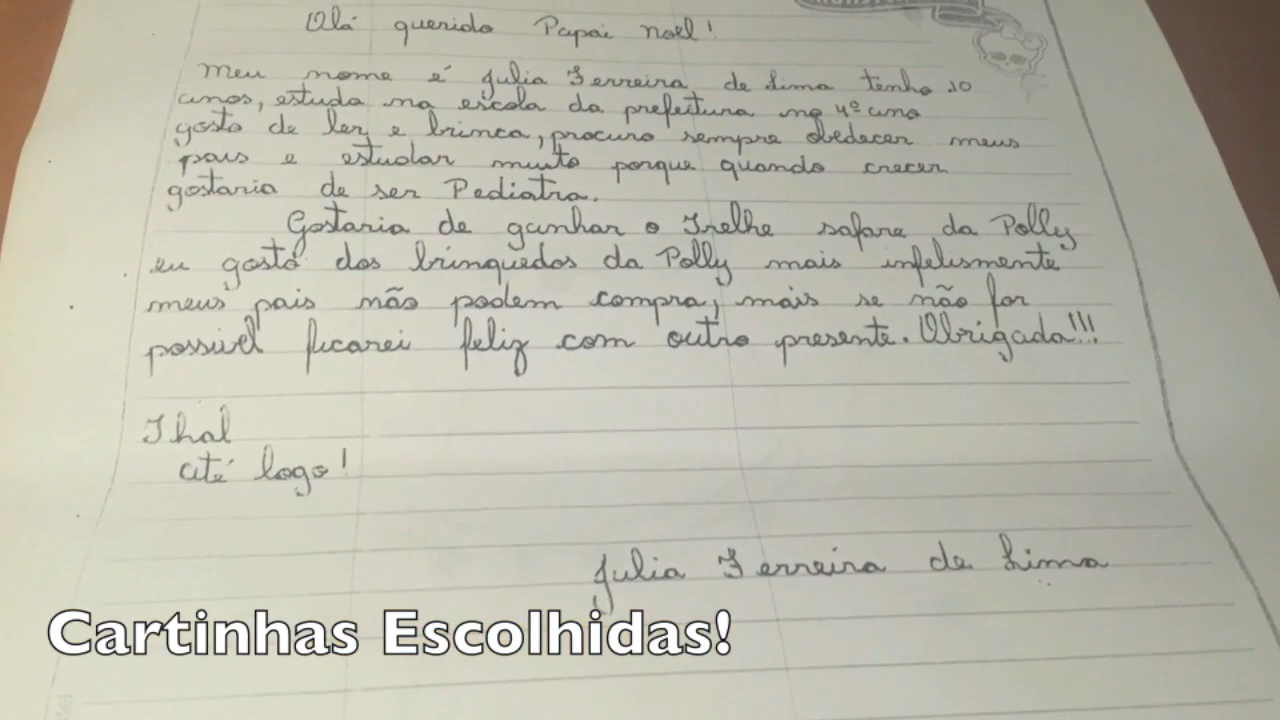 Olá querido Papai noel!
Meu nome é Julia Ferreira de Lima tenho 10
anos, estudo na escola da prefeitura no 4º ano
gosto de ler e brinca, procuro sempre obedecer meus
pais e estudar muito porque quando crecer
gostaria de ser Pediatra.
Gostaria de ganhar o Trelhe safare da Polly
eu gosto dos brinquedos da Polly mais infelismente
meus pais não podem compra, mais se não for
possivel ficarei feliz com outro presente. Obrigada!!!
Thal
até logo!
Julia Ferreira de Lima
Cartinhas Escolhidas!